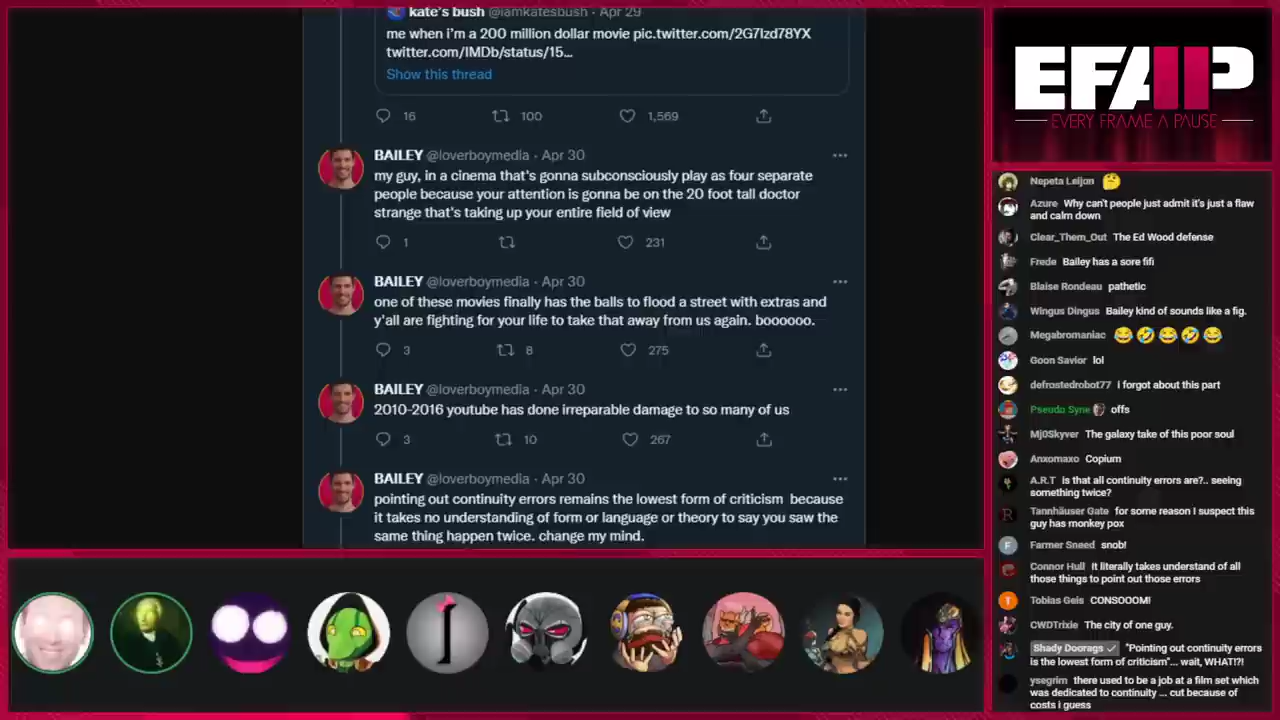 kate's bush @iamkatesbush · Apr 29
me when i'm a 200 million dollar movie pic.twitter.com/2G7Izd78YX
twitter.com/IMDb/status/15...
Show this thread
16 100 1,569
BAILEY @loverboymedia · Apr 30
my guy, in a cinema that's gonna subconsciously play as four separate
people because your attention is gonna be on the 20 foot tall doctor
strange that's taking up your entire field of view
1 231
BAILEY @loverboymedia · Apr 30
one of these movies finally has the balls to flood a street with extras and
y'all are fighting for your life to take that away from us again. boooooo.
3 8 275
BAILEY @loverboymedia · Apr 30
2010-2016 youtube has done irreparable damage to so many of us
3 10 267
BAILEY @loverboymedia · Apr 30
pointing out continuity errors remains the lowest form of criticism because
it takes no understanding of form or language or theory to say you saw the
same thing happen twice. change my mind.
EFAP
EVERY FRAME A PAUSE
Nepeta Leijon 🤔
Azure Why can't people just admit it's just a flaw
and calm down
Clear_Them_Out The Ed Wood defense
Frede Bailey has a sore fifi
Blaise Rondeau pathetic
Wingus Dingus Bailey kind of sounds like a fig.
Megabromaniac 😂🤣😂🤣😂
Goon Savior lol
defrostedrobot77 i forgot about this part
Pseudo Syne offs
Mj0Skyver The galaxy take of this poor soul
Anxomaxo Copium
A.R.T is that all continuity errors are?.. seeing
something twice?
Tannhäuser Gate for some reason I suspect this
guy has monkey pox
Farmer Sneed snob!
Connor Hull It literally takes understand of all
those things to point out those errors
Tobias Geis CONSOOOM!
CWDTrixie The city of one guy.
Shady Doorags ✓ "Pointing out continuity errors
is the lowest form of criticism"... wait, WHAT!?!
ysegrim there used to be a job at a film set which
was dedicated to continuity ... cut because of
costs i guess